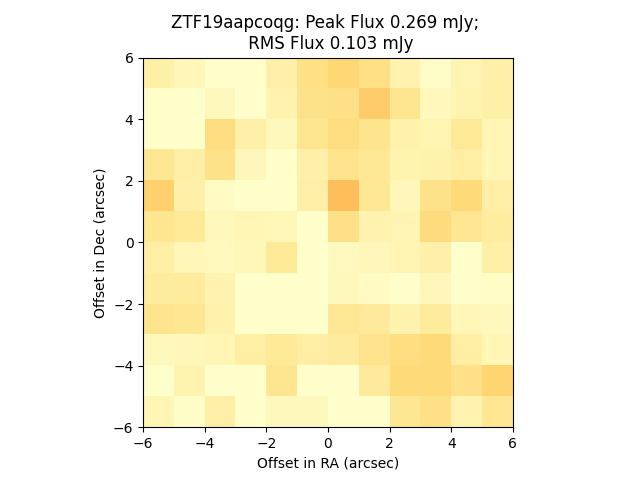 ZTF19aapcoqg: Peak Flux 0.269 mJy;
RMS Flux 0.103 mJy
6
4
2
0
−2
−4
−6
Offset in Dec (arcsec)
−6 −4 −2 0 2 4 6
Offset in RA (arcsec)